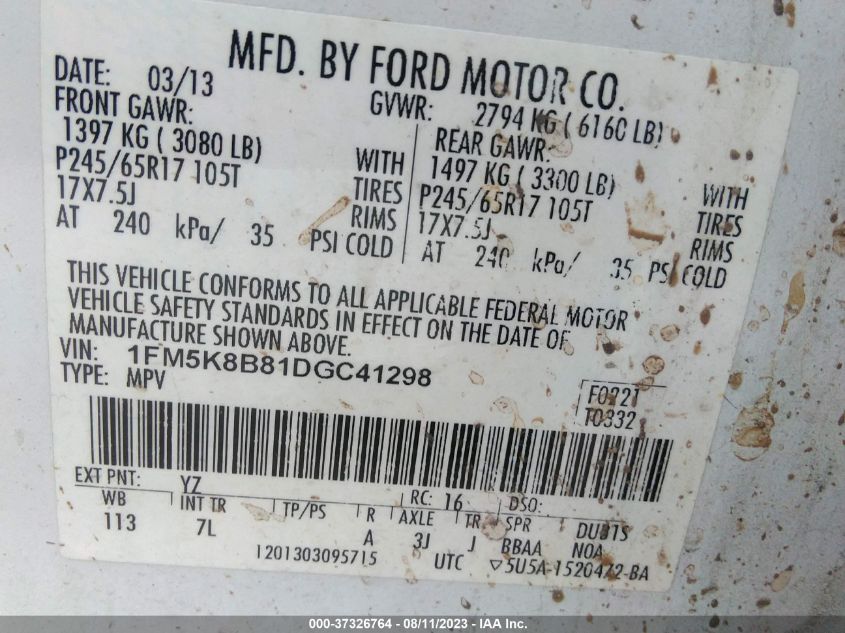 MFD. BY FORD MOTOR CO.
DATE: 03/13
GVWR: 2794 KG ( 6160 LB)
FRONT GAWR:
1397 KG ( 3080 LB)
P245/65R17 105T
17X7.5J
AT 240 kPa/ 35 PSI COLD
WITH
TIRES
RIMS
REAR GAWR:
1497 KG ( 3300 LB)
P245/65R17 105T
17X7.5J
AT 240 kPa/ 35 PSI COLD
WITH
TIRES
RIMS
THIS VEHICLE CONFORMS TO ALL APPLICABLE FEDERAL MOTOR
VEHICLE SAFETY STANDARDS IN EFFECT ON THE DATE OF
MANUFACTURE SHOWN ABOVE.
VIN: 1FM5K8B81DGC41298
TYPE: MPV
T0332
EXT PNT: YZ RC: 16 DSO:
WB INT TR TP/PS R AXLE TR SPR
113 7L A 3J J BBAA NOA
1201303095715 UTC ▽5U5A-1520472-BA
000-37326764 - 08/11/2023 - IAA Inc.